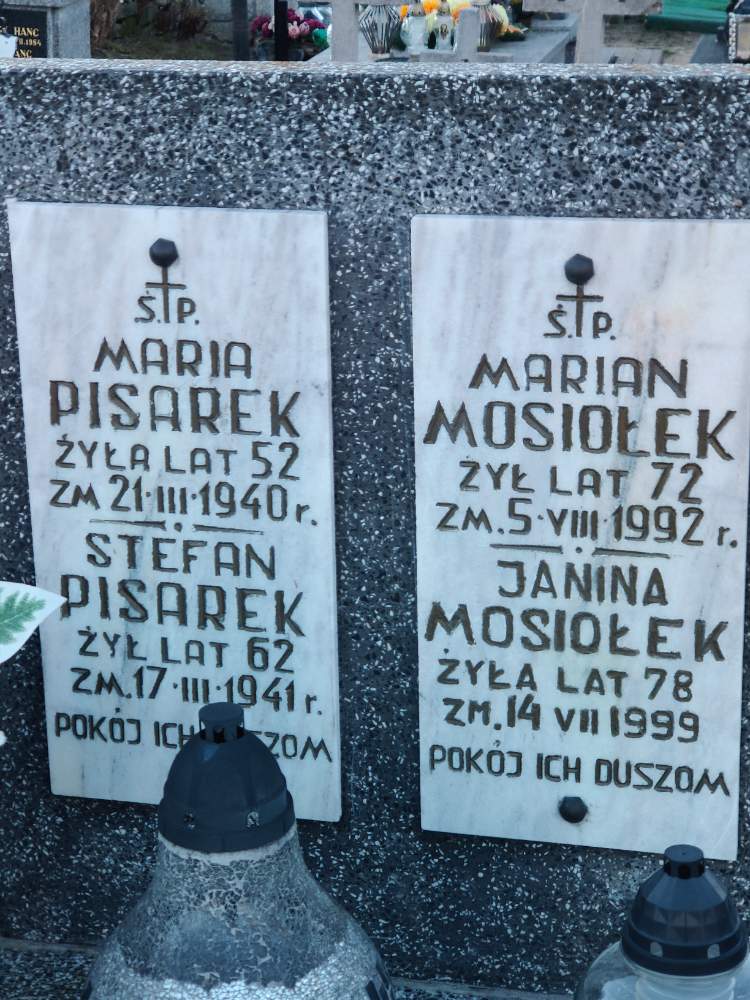 HANC
Ś.P.
MARIA
PISAREK
ŻYŁA LAT 52
ZM 21·III·1940 r.
STEFAN
PISAREK
ŻYŁ LAT 62
ZM. 17·III·1941 r.
POKÓJ ICH
Ś.P.
MARIAN
MOSIOŁEK
ŻYŁ LAT 72
ZM. 5·VIII·1992 r.
JANINA
MOSIOŁEK
ŻYŁA LAT 78
ZM. 14 VII 1999
POKÓJ ICH DUSZOM